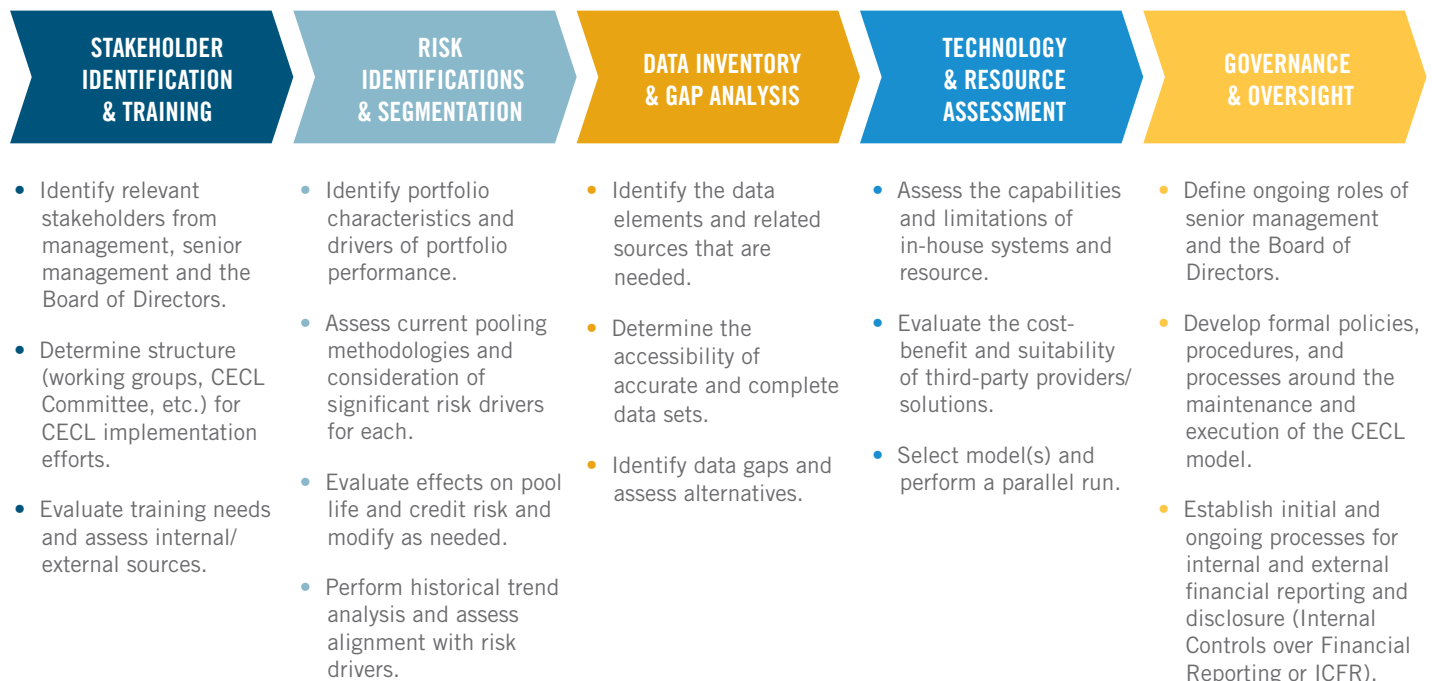 STAKEHOLDER
IDENTIFICATION
& TRAINING
RISK
IDENTIFICATIONS
& SEGMENTATION
DATA INVENTORY
& GAP ANALYSIS
TECHNOLOGY
& RESOURCE
ASSESSMENT
GOVERNANCE
& OVERSIGHT
• Identify relevant
stakeholders from
management, senior
management and the
Board of Directors.
• Determine structure
(working groups, CECL
Committee, etc.) for
CECL implementation
efforts.
• Evaluate training needs
and assess internal/
external sources.
• Identify portfolio
characteristics and
drivers of portfolio
performance.
• Assess current pooling
methodologies and
consideration of
significant risk drivers
for each.
• Evaluate effects on pool
life and credit risk and
modify as needed.
• Perform historical trend
analysis and assess
alignment with risk
drivers.
• Identify the data
elements and related
sources that are
needed.
• Determine the
accessibility of
accurate and complete
data sets.
• Identify data gaps and
assess alternatives.
• Assess the capabilities
and limitations of
in-house systems and
resource.
• Evaluate the cost-
benefit and suitability
of third-party providers/
solutions.
• Select model(s) and
perform a parallel run.
• Define ongoing roles of
senior management
and the Board of
Directors.
• Develop formal policies,
procedures, and
processes around the
maintenance and
execution of the CECL
model.
• Establish initial and
ongoing processes for
internal and external
financial reporting and
disclosure (Internal
Controls over Financial
Reporting or ICFR).